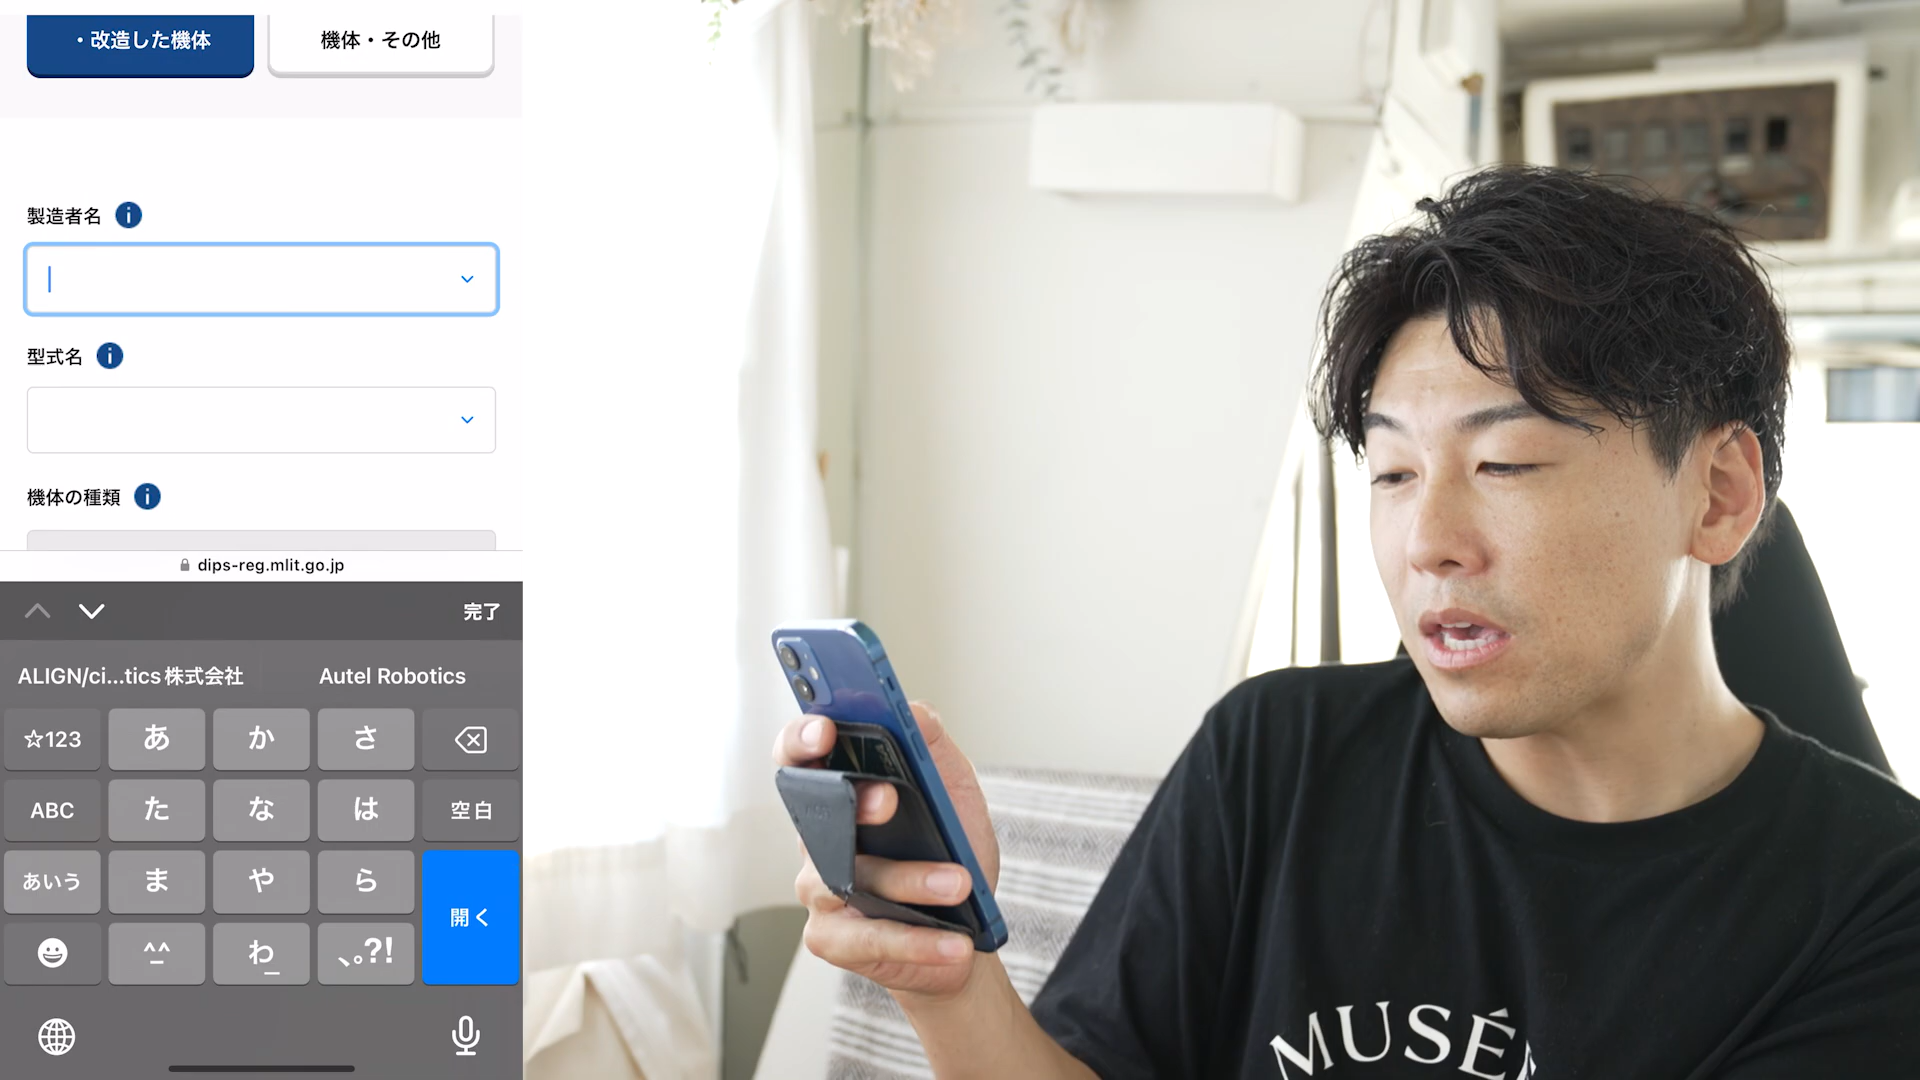 ・改造した機体
機体・その他
製造者名
型式名
機体の種類
dips-reg.mlit.go.jp
完了
ALIGN/ci...tics株式会社
Autel Robotics
☆123
あ
か
さ
ABC
た
な
は
空白
あいう
ま
や
ら
開く
^^
わ
、。?!
MUSÉ